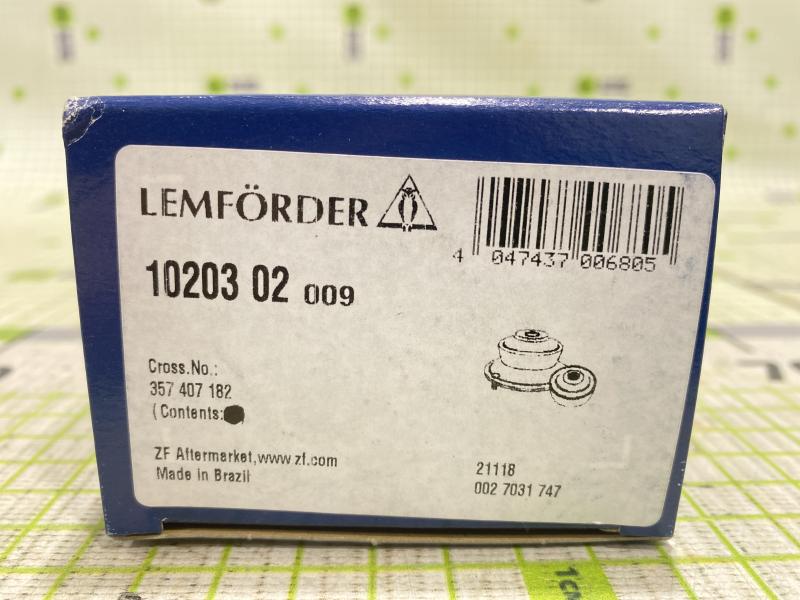 LEMFÖRDER
4 047437 006805
10203 02 009
Cross.No.:
357 407 182
(Contents:
ZF Aftermarket,www.zf.com
Made in Brazil
21118
002 7031 747
1CM